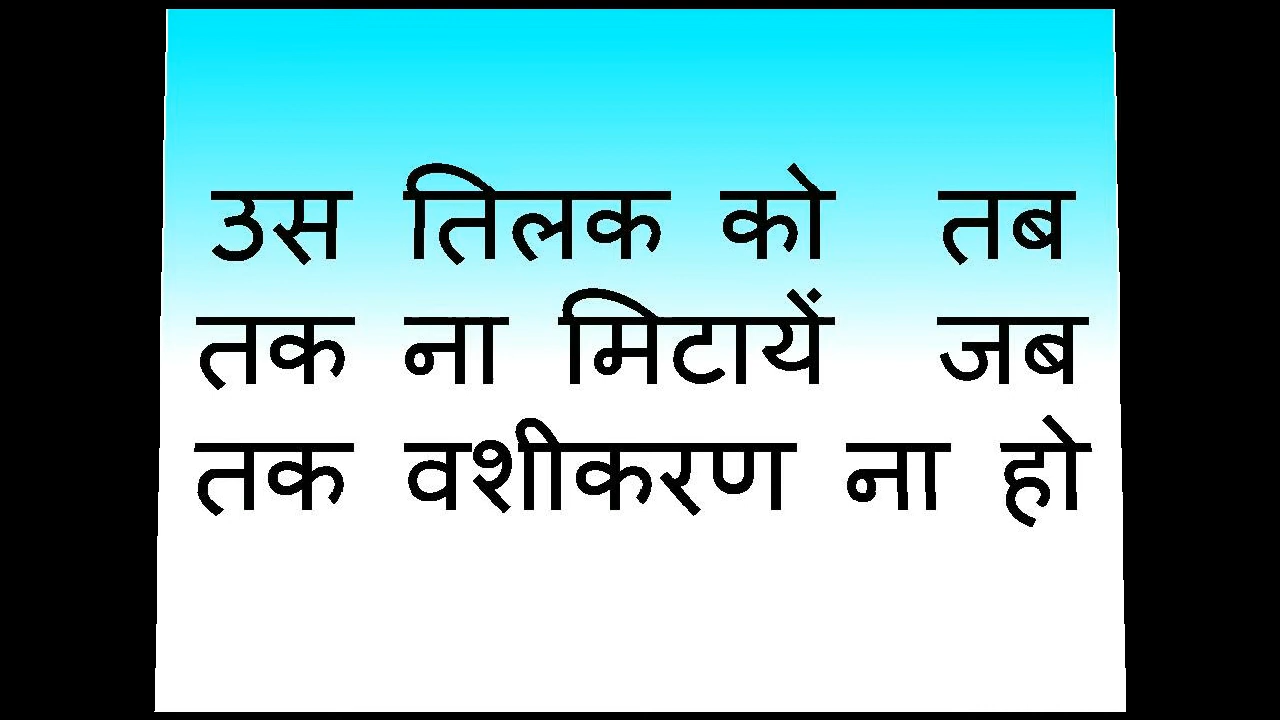 उस तिलक को तब
तक ना मिटायें जब
तक वशीकरण ना हो